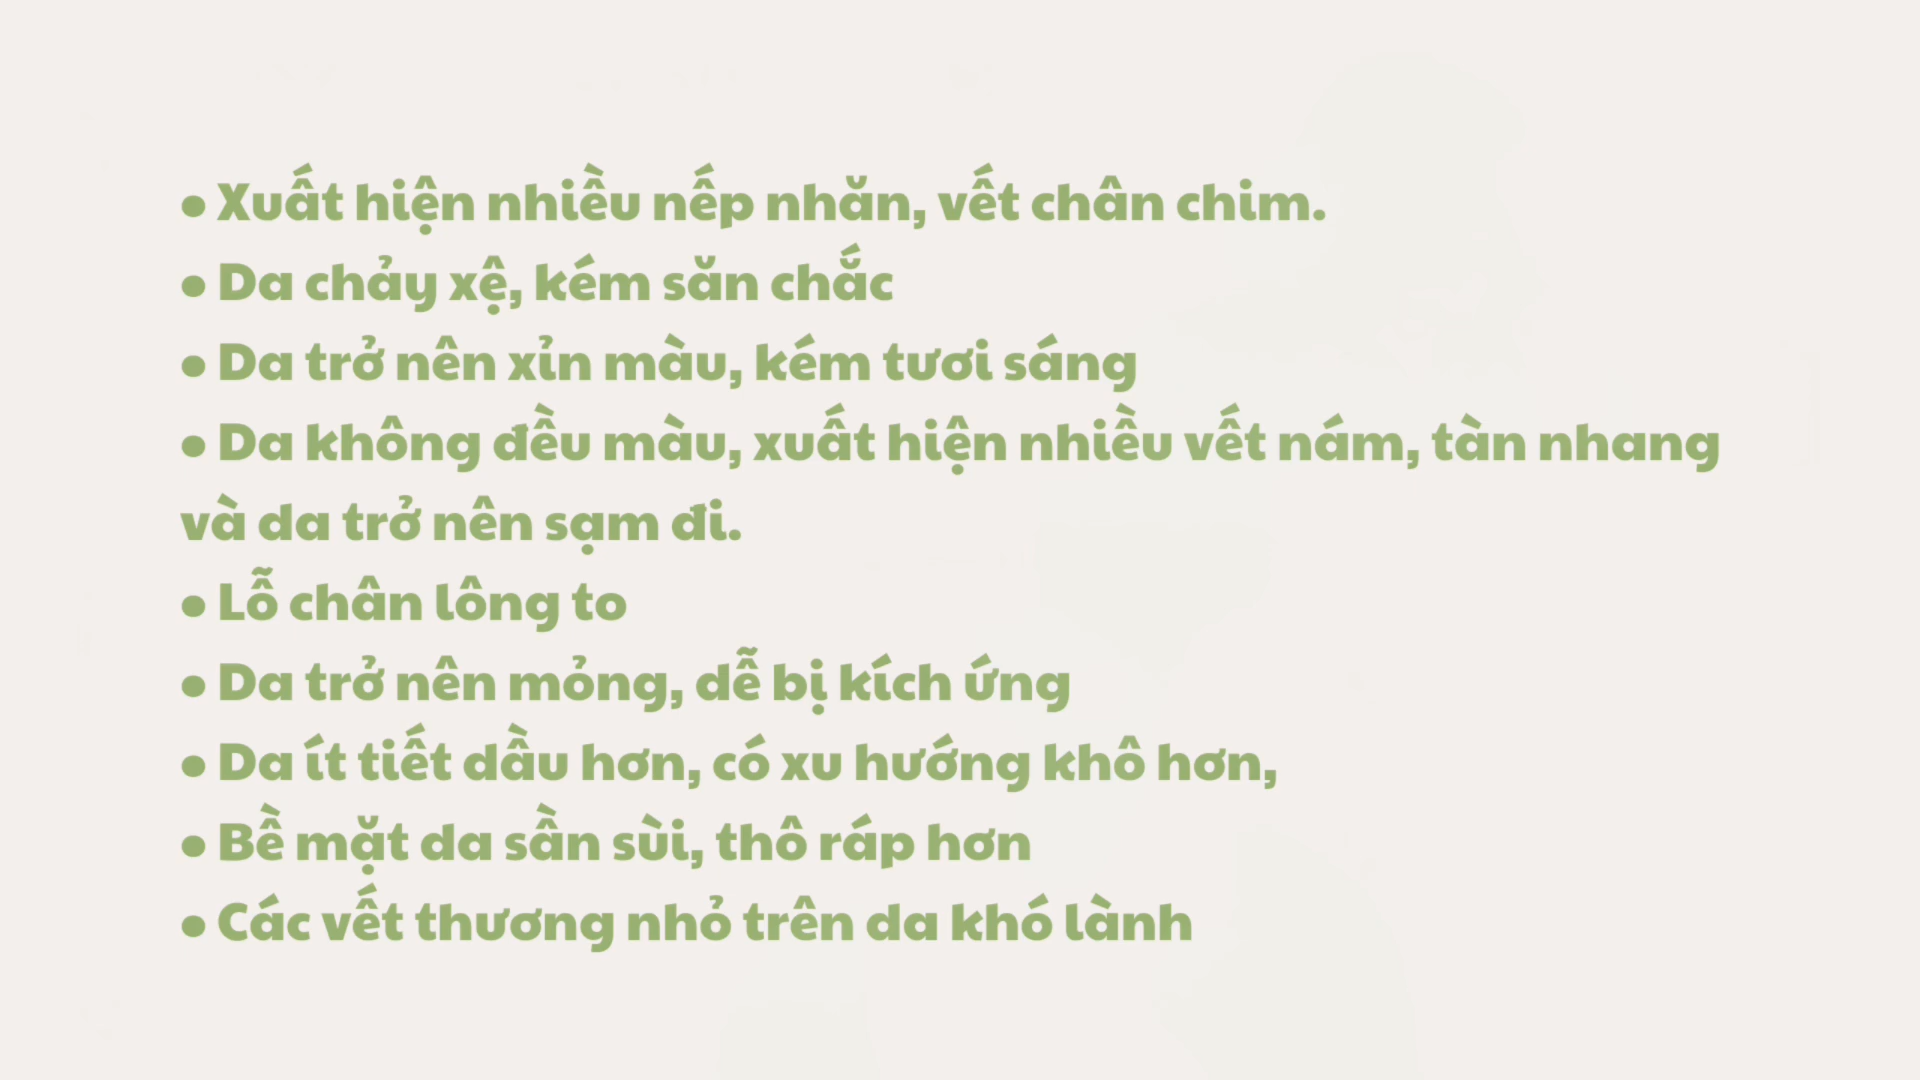 • Xuất hiện nhiều nếp nhăn, vết chân chim.
• Da chảy xệ, kém săn chắc
• Da trở nên xỉn màu, kém tươi sáng
• Da không đều màu, xuất hiện nhiều vết nám, tàn nhang
và da trở nên sạm đi.
• Lỗ chân lông to
• Da trở nên mỏng, dễ bị kích ứng
• Da ít tiết dầu hơn, có xu hướng khô hơn,
• Bề mặt da sần sùi, thô ráp hơn
• Các vết thương nhỏ trên da khó lành